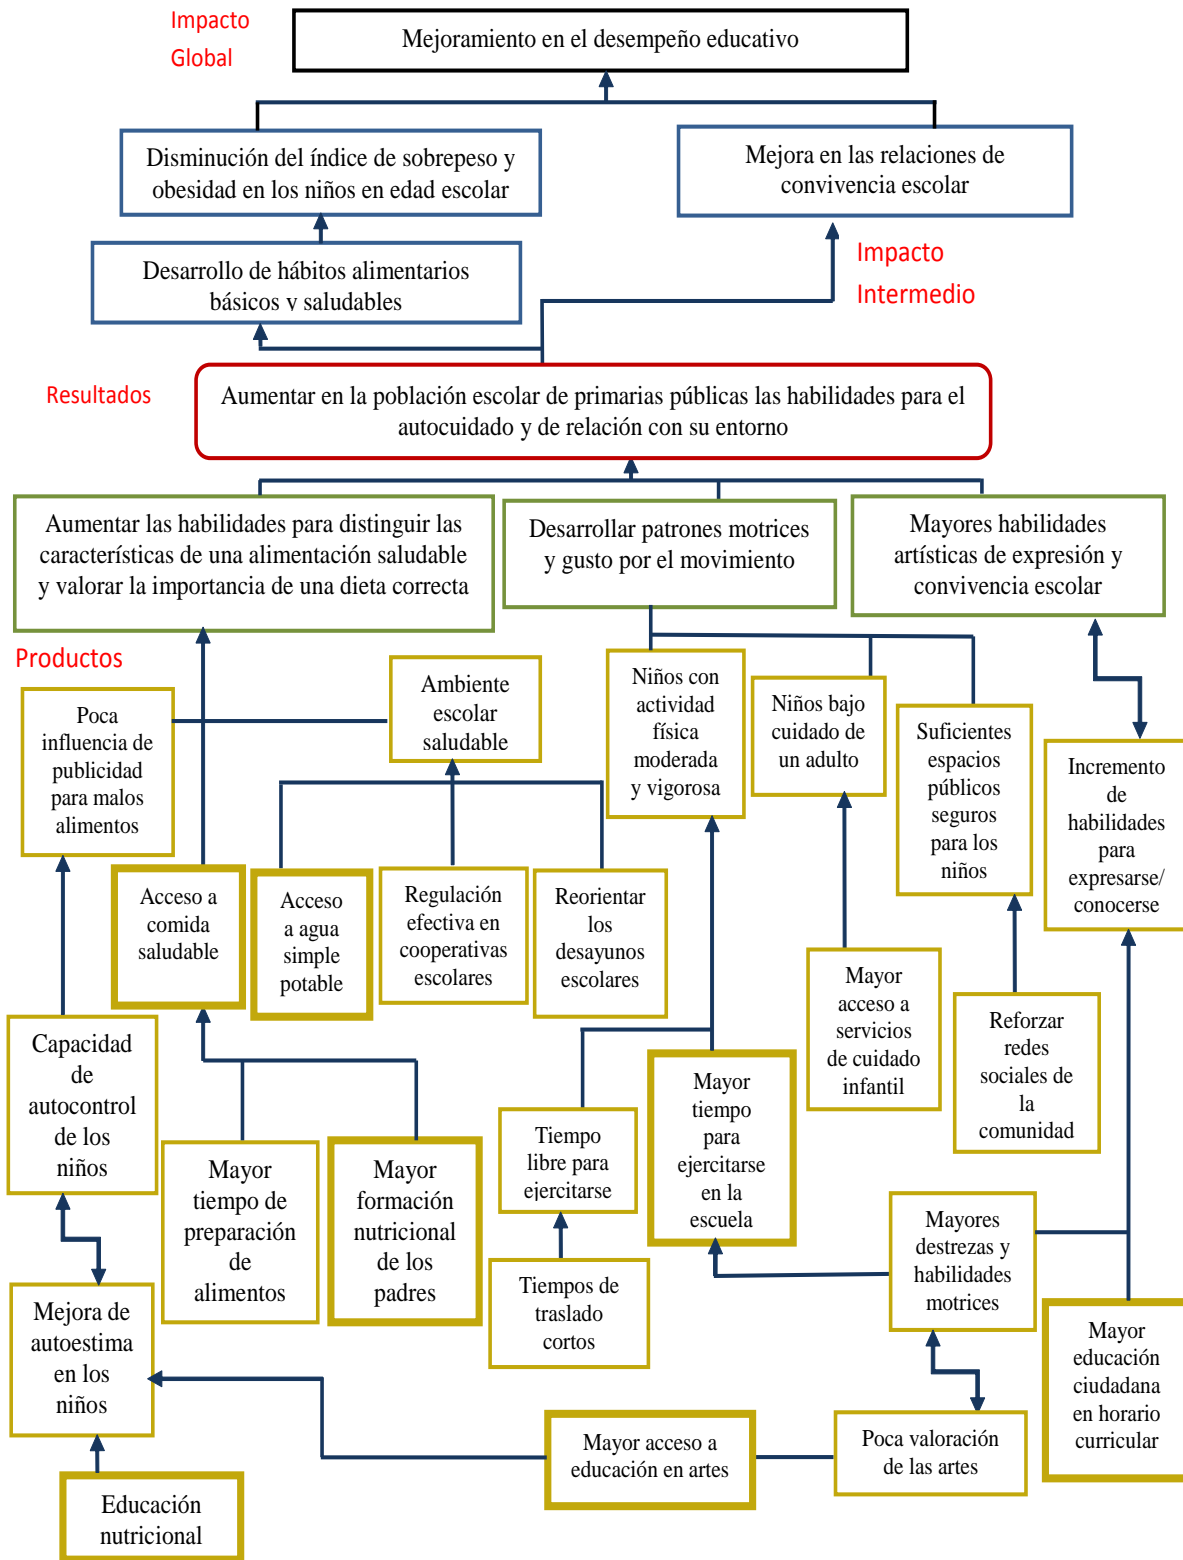 Impacto
Global
Mejoramiento en el desempeño educativo
Disminución del índice de sobrepeso y
obesidad en los niños en edad escolar
Mejora en las relaciones de
convivencia escolar
Desarrollo de hábitos alimentarios
básicos y saludables
Impacto
Intermedio
Resultados
Aumentar en la población escolar de primarias públicas las habilidades para el
autocuidado y de relación con su entorno
Aumentar las habilidades para distinguir las
características de una alimentación saludable
y valorar la importancia de una dieta correcta
Desarrollar patrones motrices
y gusto por el movimiento
Mayores habilidades
artísticas de expresión y
convivencia escolar
Productos
Poca
influencia de
publicidad
para malos
alimentos
Ambiente
escolar
saludable
Niños con
actividad
física
moderada
y vigorosa
Niños bajo
cuidado de
un adulto
Suficientes
espacios
públicos
seguros
para los
niños
Incremento
de
habilidades
para
expresarse/
conocerse
Acceso a
comida
saludable
Acceso
a agua
simple
potable
Regulación
efectiva en
cooperativas
escolares
Reorientar
los
desayunos
escolares
Mayor
acceso a
servicios
de cuidado
infantil
Reforzar
redes
sociales de
la
comunidad
Capacidad
de
autocontrol
de los
niños
Mayor
tiempo de
preparación
de
alimentos
Mayor
formación
nutricional
de los
padres
Tiempo
libre para
ejercitarse
Mayor
tiempo
para
ejercitarse
en la
escuela
Tiempos de
traslado
cortos
Mayores
destrezas y
habilidades
motrices
Mayor
educación
ciudadana
en horario
curricular
Mejora de
autoestima
en los
niños
Mayor acceso a
educación en artes
Poca valoración
de las artes
Educación
nutricional